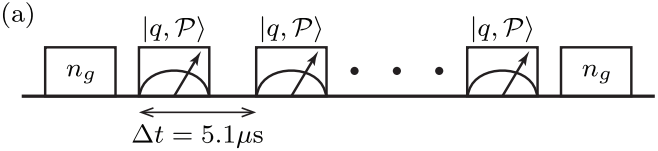 (a)
|q, 𝒫⟩ |q, 𝒫⟩ |q, 𝒫⟩
n_g n_g
Δt = 5.1μs